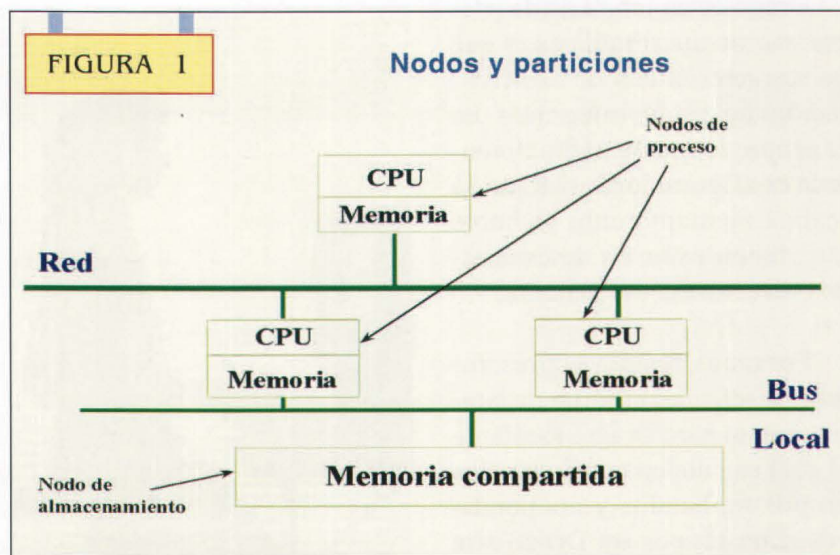 FIGURA 1
Nodos y particiones
Nodos de
proceso
CPU
Memoria
Red
CPU
Memoria
CPU
Memoria
Bus
Local
Memoria compartida
Nodo de
almacenamiento